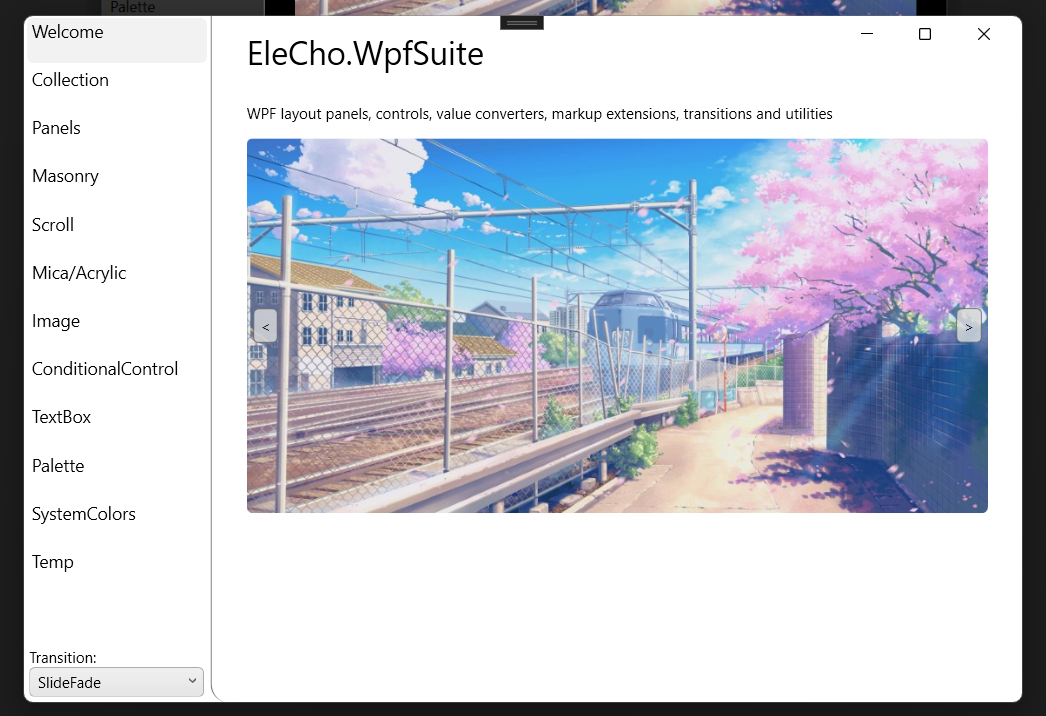 Palette
Welcome
Collection
Panels
Masonry
Scroll
Mica/Acrylic
Image
ConditionalControl
TextBox
Palette
SystemColors
Temp
Transition:
SlideFade
EleCho.WpfSuite
WPF layout panels, controls, value converters, markup extensions, transitions and utilities
<
>